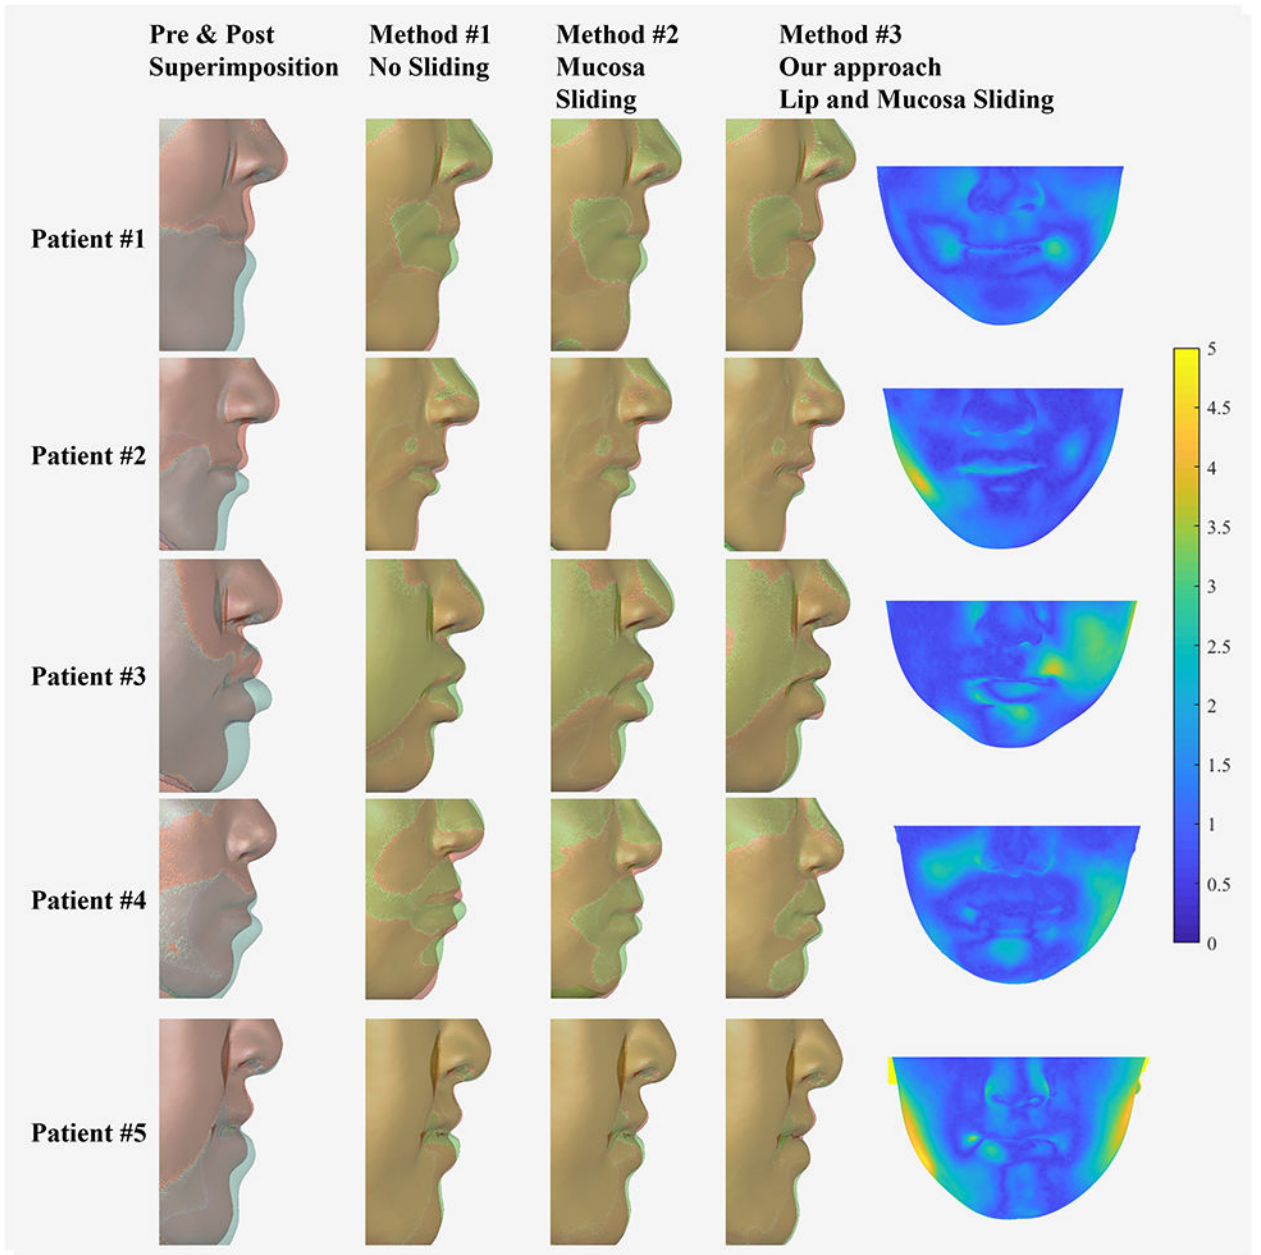 Pre & Post
Superimposition
Method #1
No Sliding
Method #2
Mucosa
Sliding
Method #3
Our approach
Lip and Mucosa Sliding
Patient #1
Patient #2
Patient #3
Patient #4
Patient #5
5
4.5
4
3.5
3
2.5
2
1.5
1
0.5
0